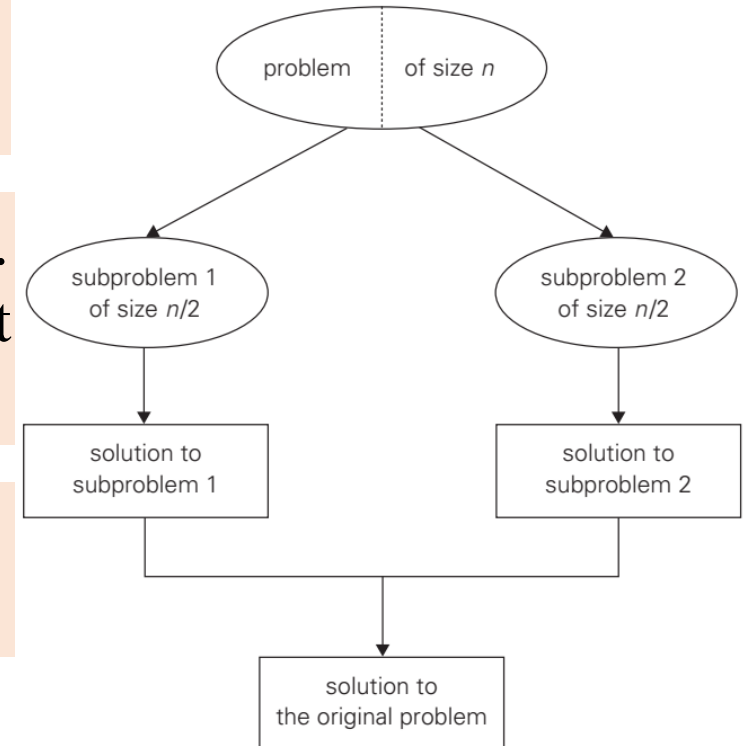 problem of size n
.
t
subproblem 1
of size n/2
subproblem 2
of size n/2
solution to
subproblem 1
solution to
subproblem 2
solution to
the original problem